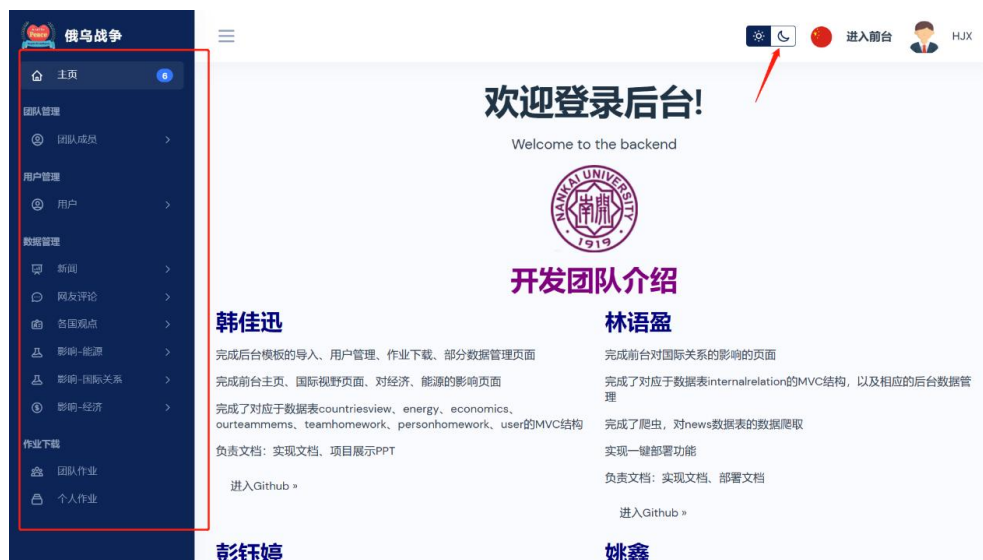 俄乌战争
进入前台
HJX
主页
6
团队管理
团队成员
用户管理
用户
数据管理
新闻
网友评论
各国观点
影响-能源
影响-国际关系
影响-经济
作业下载
团队作业
个人作业
欢迎登录后台!
Welcome to the backend
NANKAI UNIVERSITY
南開
1919
开发团队介绍
韩佳迅
完成后台模板的导入、用户管理、作业下载、部分数据管理页面
完成前台主页、国际视野页面、对经济、能源的影响页面
完成了对应于数据表countriesview、energy、economics、
ourteammems、teamhomework、personhomework、user的MVC结构
负责文档：实现文档、项目展示PPT
进入Github »
林语盈
完成前台对国际关系的影响的页面
完成了对应于数据表internalrelation的MVC结构，以及相应的后台数据管
理
完成了爬虫，对news数据表的数据爬取
实现一键部署功能
负责文档：实现文档、部署文档
进入Github »
彭钰婷
姚鑫